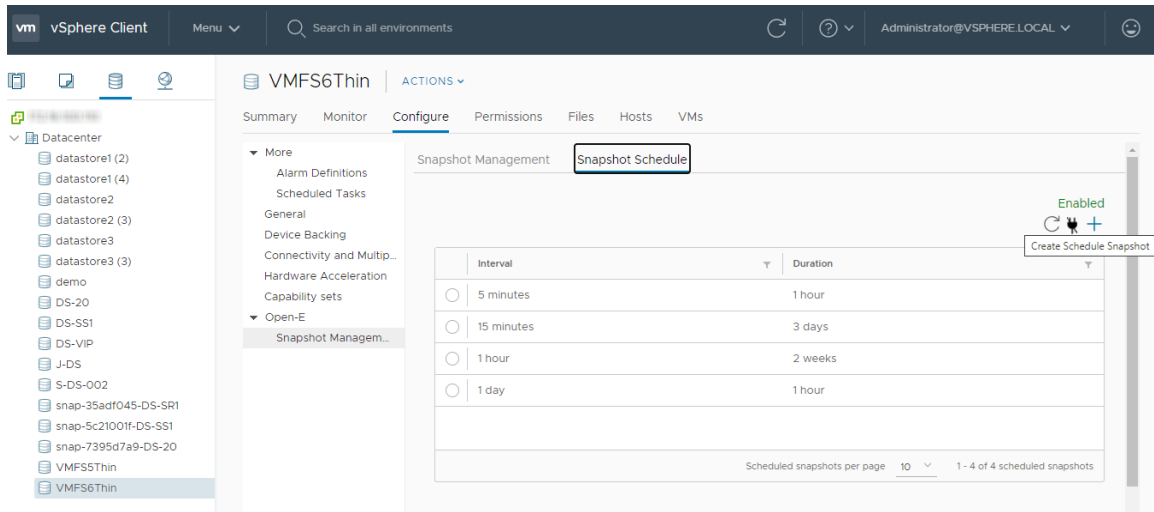 vm vSphere Client Menu Search in all environments Administrator@VSPHERE.LOCAL
VMFS6Thin ACTIONS
Summary Monitor Configure Permissions Files Hosts VMs
Datacenter
datastore1 (2)
datastore1 (4)
datastore2
datastore2 (3)
datastore3
datastore3 (3)
demo
DS-20
DS-SS1
DS-VIP
J-DS
S-DS-002
snap-35adf045-DS-SR1
snap-5c21001f-DS-SS1
snap-7395d7a9-DS-20
VMFS5Thin
VMFS6Thin
More
Alarm Definitions
Scheduled Tasks
General
Device Backing
Connectivity and Multip...
Hardware Acceleration
Capability sets
Open-E
Snapshot Managem...
Snapshot Management Snapshot Schedule
Enabled
Create Schedule Snapshot
Interval Duration
5 minutes 1 hour
15 minutes 3 days
1 hour 2 weeks
1 day 1 hour
Scheduled snapshots per page 10 1 - 4 of 4 scheduled snapshots